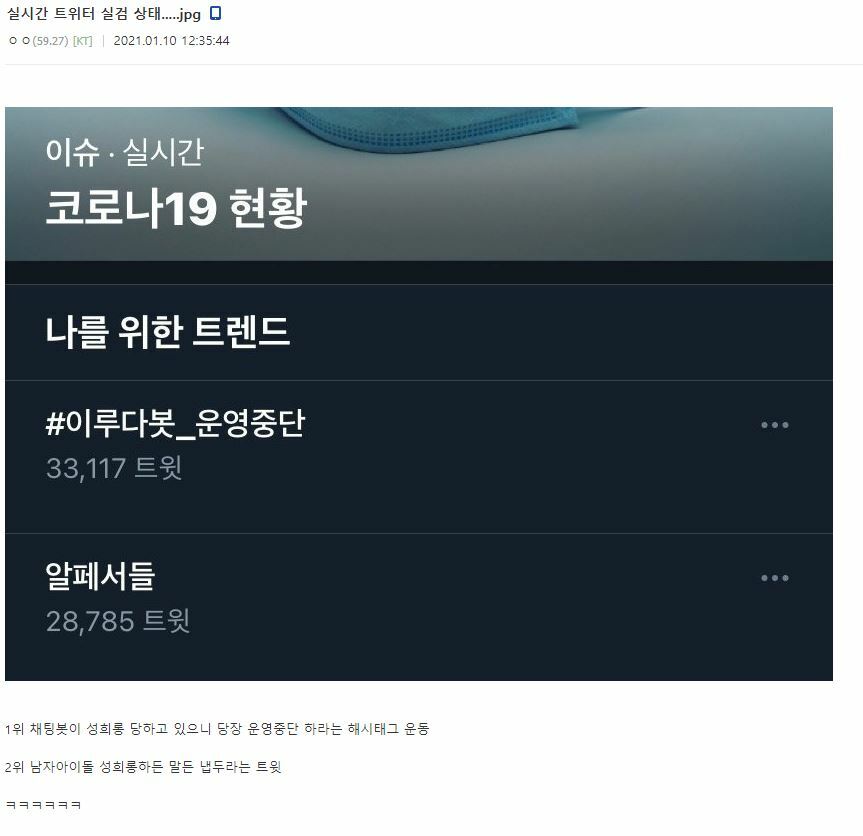 실시간 트위터 실검 상태.....jpg
ㅇㅇ(59.27) [KT] | 2021.01.10 12:35:44
이슈 · 실시간
코로나19 현황
나를 위한 트렌드
#이루다봇_운영중단
33,117 트윗
알페서들
28,785 트윗
1위 채팅봇이 성희롱 당하고 있으니 당장 운영중단 하라는 해시태그 운동
2위 남자아이돌 성희롱하든 말든 냅두라는 트윗
ㅋㅋㅋㅋㅋㅋ